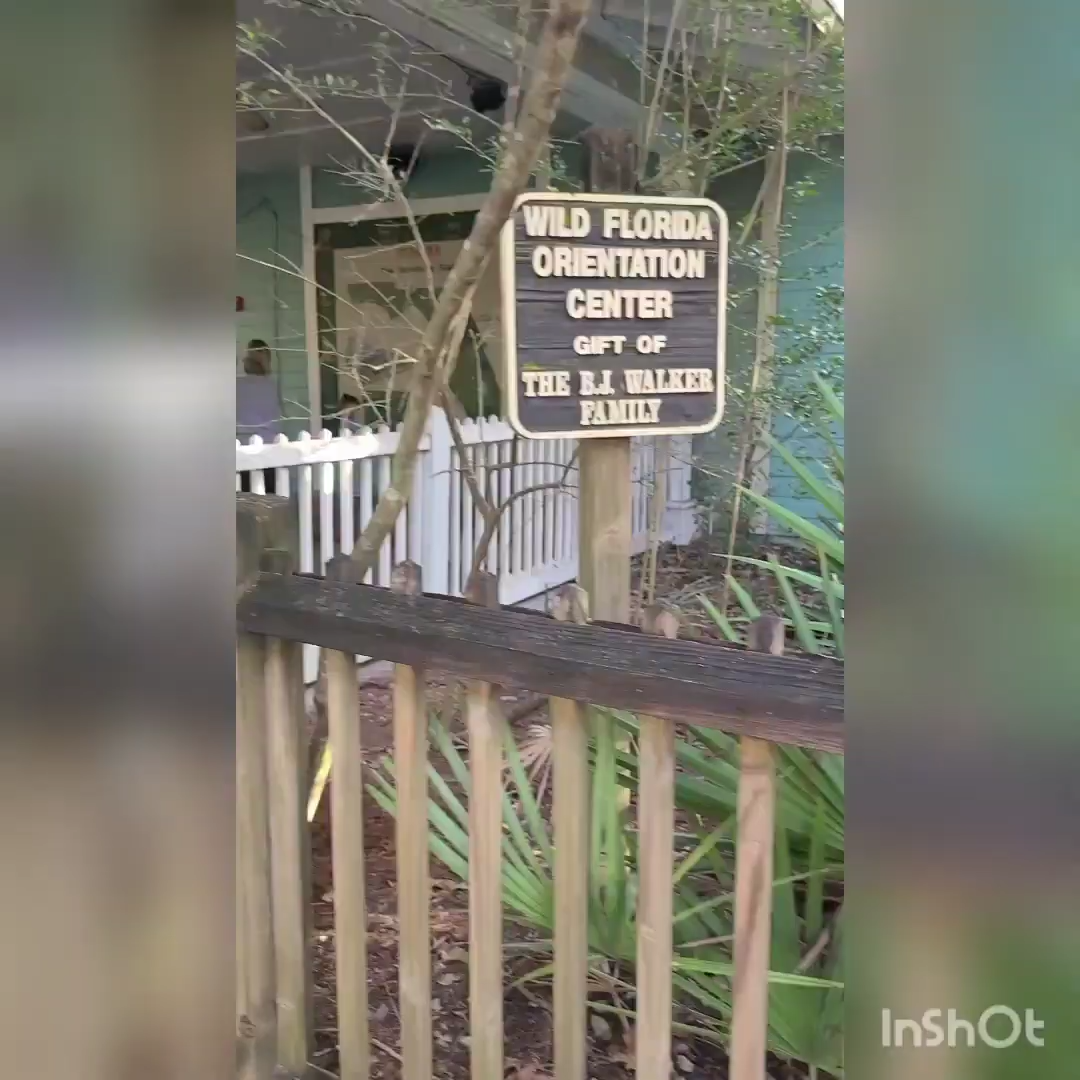 WILD FLORIDA
ORIENTATION
CENTER
GIFT OF
THE B.J. WALKER
FAMILY
InShOt